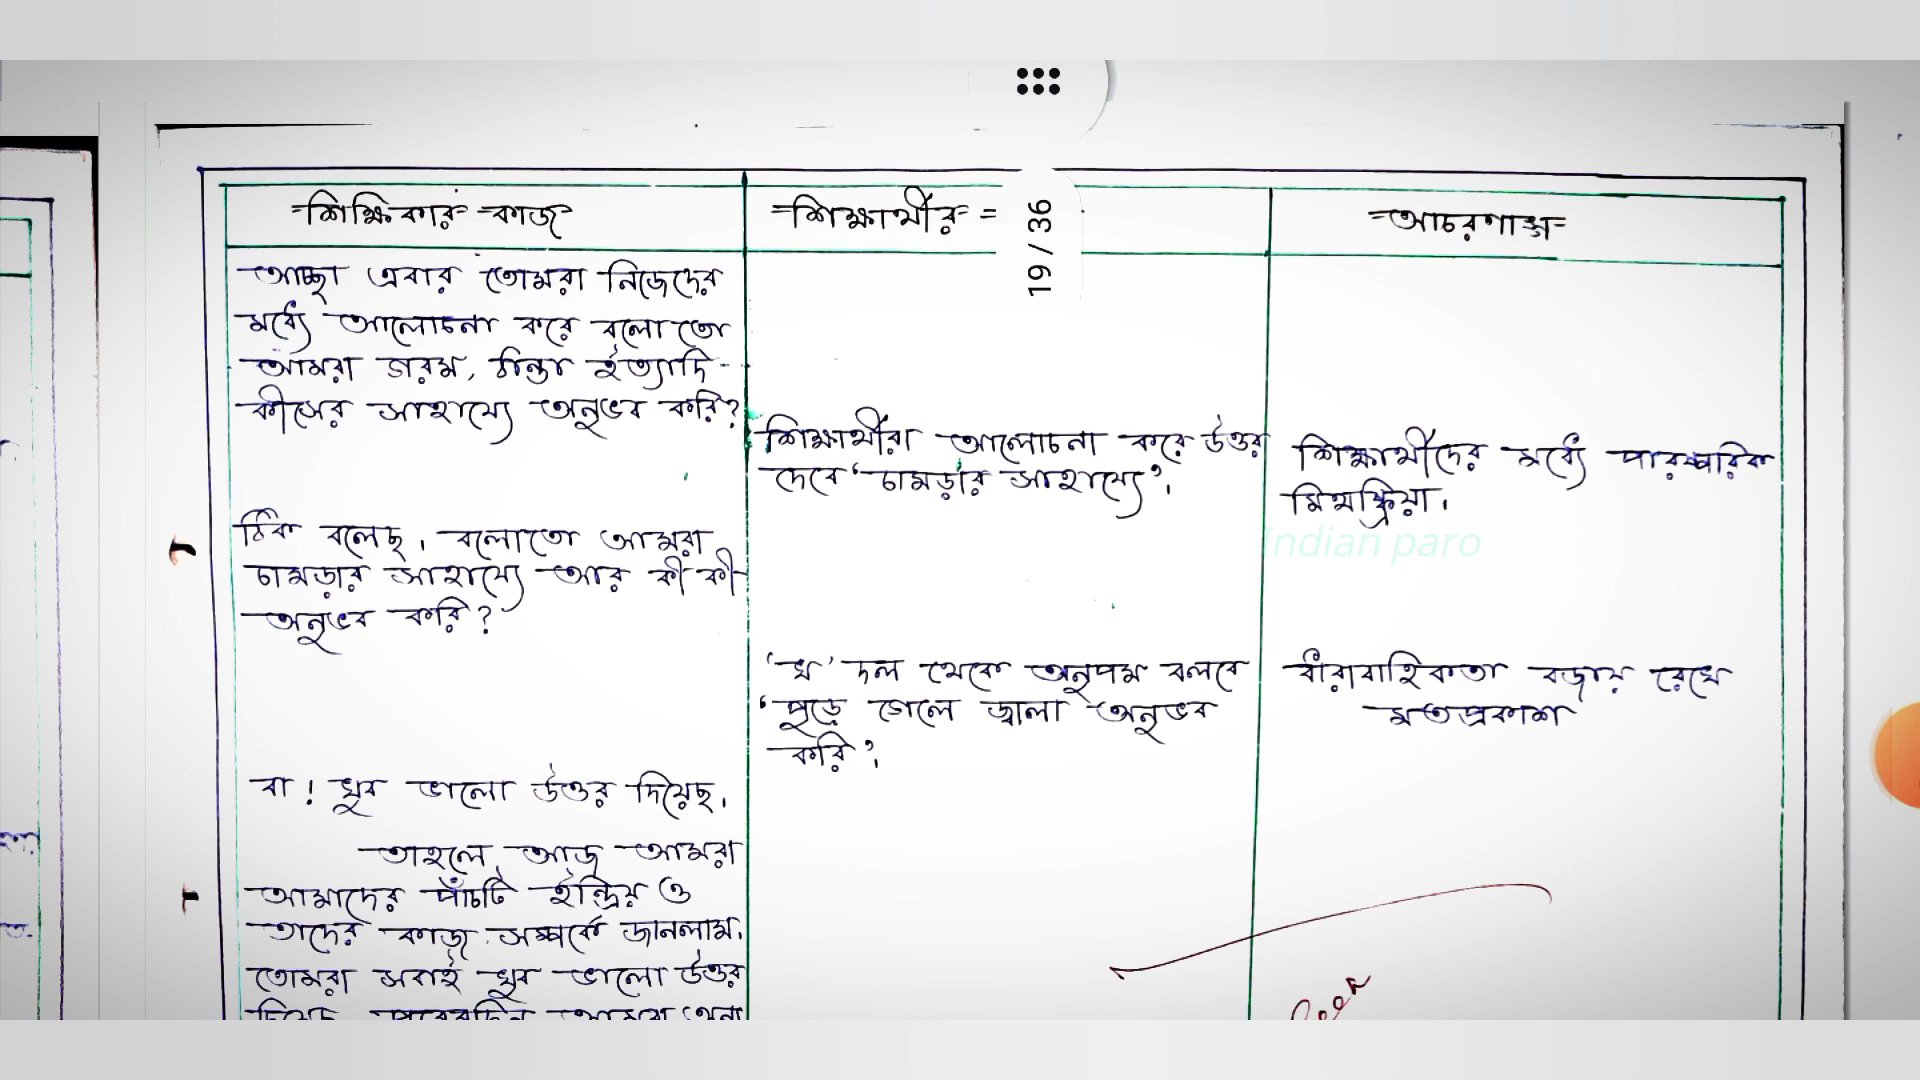 শিক্ষিকার কাজ
আচ্ছা এবার তোমরা নিজেদের
মধ্যে আলোচনা করে বলো তো
আমরা গরম, ঠান্ডা ইত্যাদি
কীসের সাহায্যে অনুভব করি?
ঠিক বলেছ। বলোতো আমরা
চামড়ার সাহায্যে আর কী কী
অনুভব করি?
বা! খুব ভালো উত্তর দিয়েছ।
তাহলে আজ আমরা
আমাদের পাঁচটি ইন্দ্রিয় ও
তাদের কাজ সম্পর্কে জানলাম।
তোমরা সবাই খুব ভালো উত্তর
শিক্ষার্থীর =
শিক্ষার্থীরা আলোচনা করে উত্তর
দেবে 'চামড়ার সাহায্যে'।
'খ' দল থেকে অনুপম বলবে
'পুড়ে গেলে জ্বালা অনুভব
করি'।
19 / 36
আচরণাঙ্গ
শিক্ষার্থীদের মধ্যে পারস্পরিক
মিথস্ক্রিয়া।
Indian paro
ধারাবাহিকতা বজায় রেখে
মতপ্রকাশ